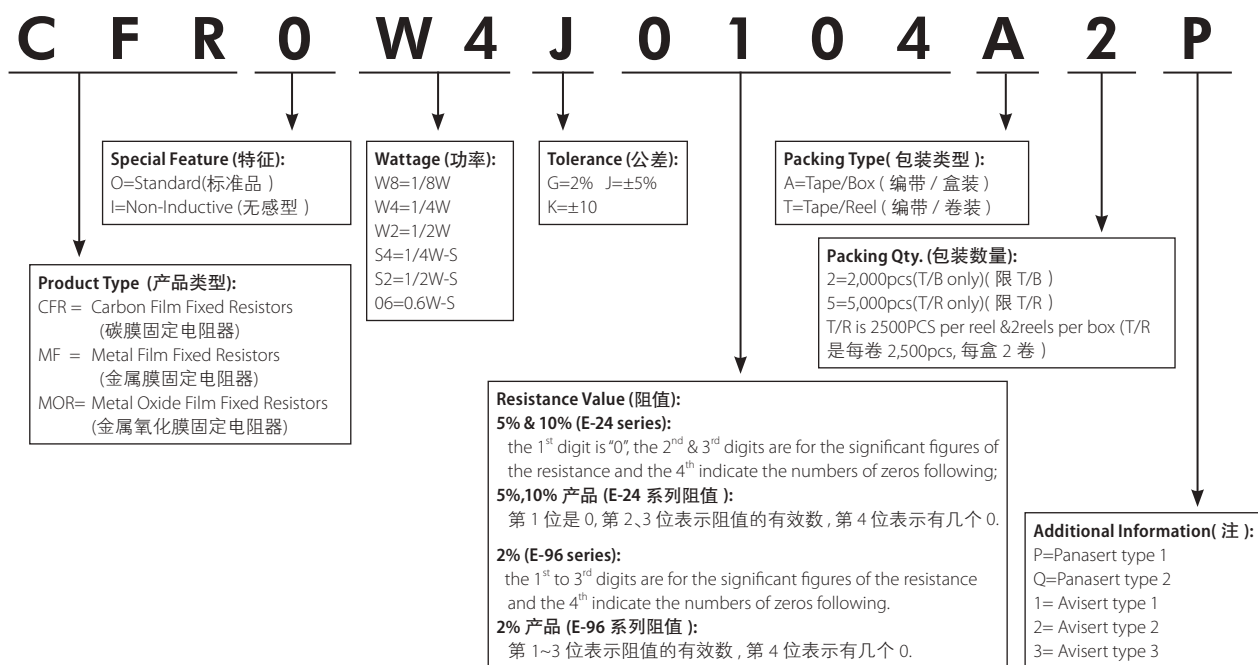 C F R 0 W 4 J 0 1 0 4 A 2 P
Special Feature (特征):
O=Standard(标准品 )
I=Non-Inductive (无感型 )
Wattage (功率):
W8=1/8W
W4=1/4W
W2=1/2W
S4=1/4W-S
S2=1/2W-S
06=0.6W-S
Tolerance (公差):
G=2% J=±5%
K=±10
Packing Type( 包装类型 ):
A=Tape/Box ( 编带 / 盒装 )
T=Tape/Reel ( 编带 / 卷装 )
Packing Qty. (包装数量):
2=2,000pcs(T/B only)( 限 T/B )
5=5,000pcs(T/R only)( 限 T/R )
T/R is 2500PCS per reel &2reels per box (T/R
是每卷 2,500pcs, 每盒 2 卷 )
Product Type (产品类型):
CFR = Carbon Film Fixed Resistors
(碳膜固定电阻器)
MF = Metal Film Fixed Resistors
(金属膜固定电阻器)
MOR= Metal Oxide Film Fixed Resistors
(金属氧化膜固定电阻器)
Resistance Value (阻值):
5% & 10% (E-24 series):
the 1st digit is "0", the 2nd & 3rd digits are for the significant figures of
the resistance and the 4th indicate the numbers of zeros following;
5%,10% 产品 (E-24 系列阻值 ):
第 1 位是 0, 第 2、3 位表示阻值的有效数 , 第 4 位表示有几个 0.
2% (E-96 series):
the 1st to 3rd digits are for the significant figures of the resistance
and the 4th indicate the numbers of zeros following.
2% 产品 (E-96 系列阻值 ):
第 1~3 位表示阻值的有效数 , 第 4 位表示有几个 0.
Additional Information( 注 ):
P=Panasert type 1
Q=Panasert type 2
1= Avisert type 1
2= Avisert type 2
3= Avisert type 3